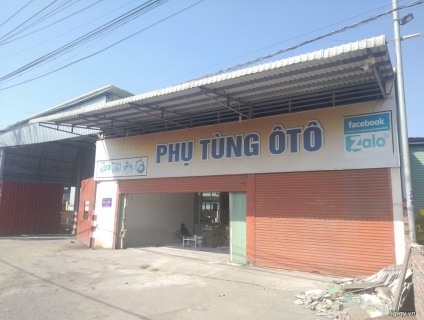 PHỤ TÙNG ÔTÔ
facebook
Zalo